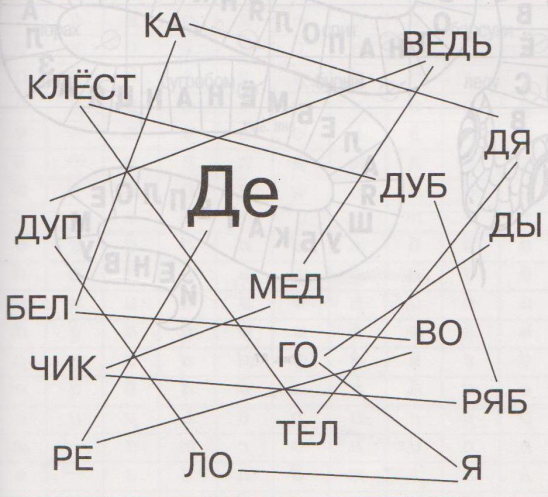 КА
ВЕДЬ
КЛЁСТ
ДЯ
Де
ДУБ
ДУП
ДЫ
МЕД
БЕЛ
ВО
ГО
ЧИК
РЯБ
ТЕЛ
РЕ
ЛО
Я